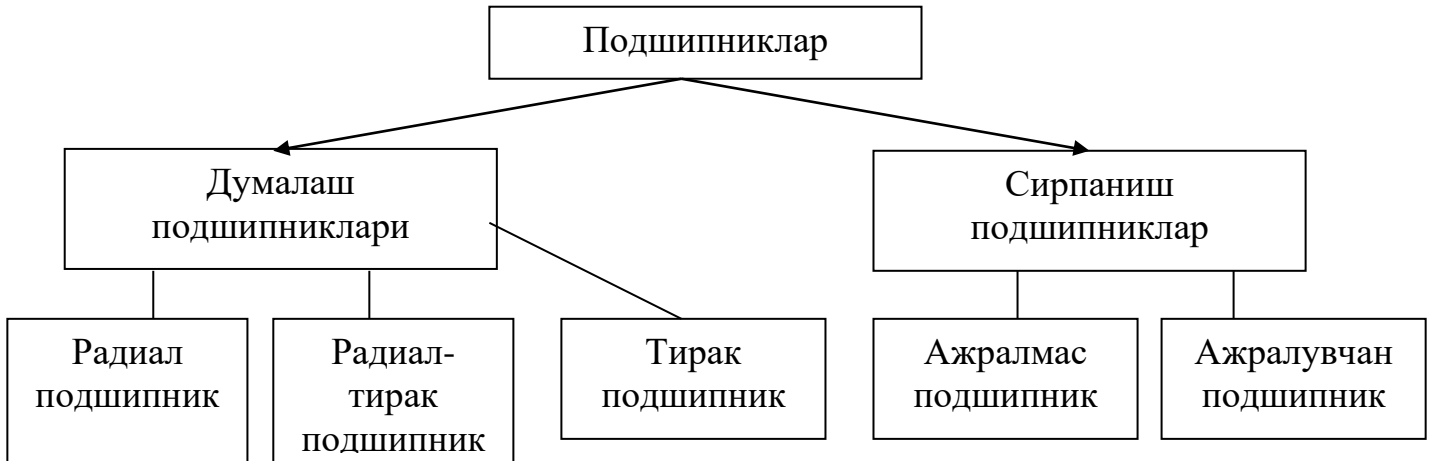 Подшипниклар
Думалаш
подшипниклари
Сирпаниш
подшипниклар
Радиал
подшипник
Радиал-
тирак
подшипник
Тирак
подшипник
Ажралмас
подшипник
Ажралувчан
подшипник